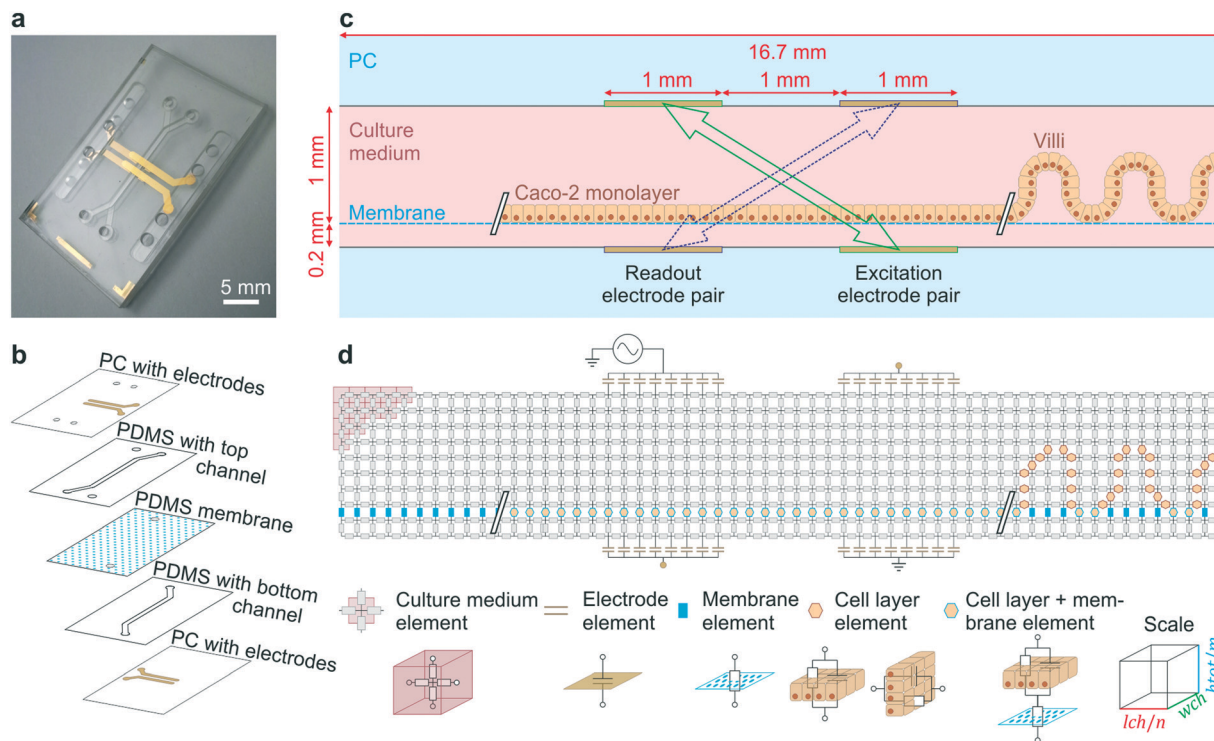 a
5 mm
b
PC with electrodes
PDMS with top
channel
PDMS membrane
PDMS with bottom
channel
PC with electrodes
c
16.7 mm
PC
1 mm
1 mm
1 mm
Culture
medium
1 mm
Villi
Caco-2 monolayer
Membrane
0.2 mm
Readout
electrode pair
Excitation
electrode pair
d
Culture medium
element
Electrode
element
Membrane
element
Cell layer
element
Cell layer + mem-
brane element
Scale
htot/m
wch
lch/n